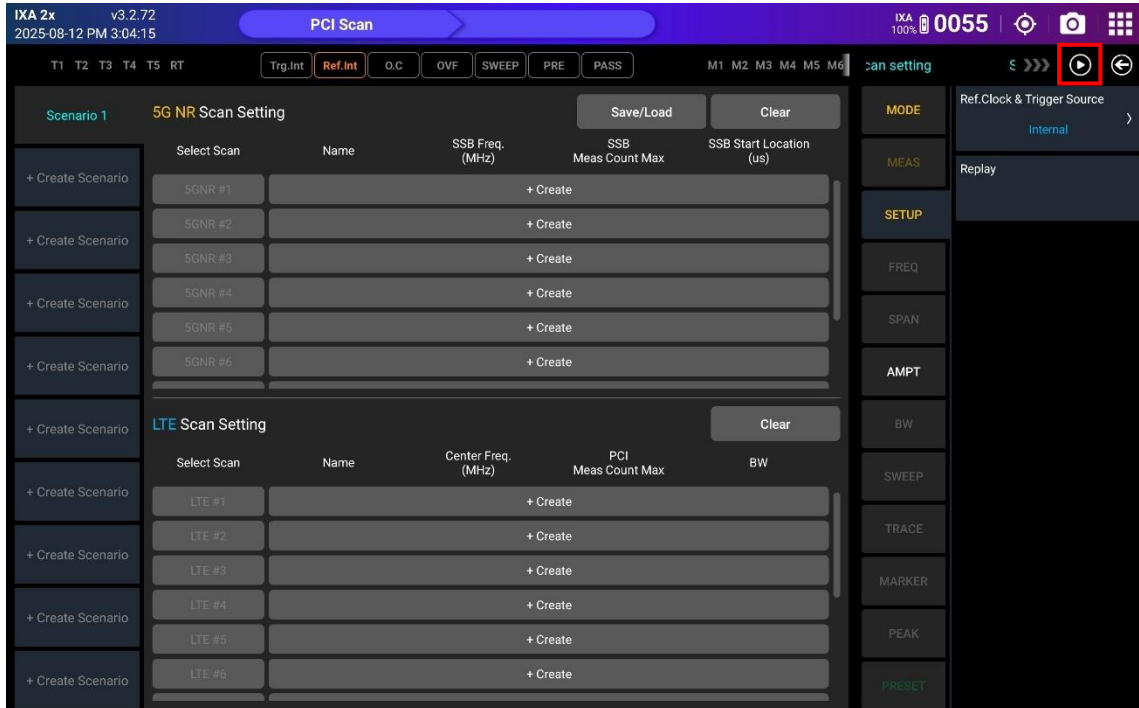 IXA 2x v3.2.72
2025-08-12 PM 3:04:15
PCI Scan
IXA
100%
0055
T1 T2 T3 T4 T5 RT
Trg.Int Ref.Int O.C OVF SWEEP PRE PASS
M1 M2 M3 M4 M5 M6
can setting
S
Scenario 1
+ Create Scenario
+ Create Scenario
+ Create Scenario
+ Create Scenario
+ Create Scenario
+ Create Scenario
+ Create Scenario
+ Create Scenario
+ Create Scenario
5G NR Scan Setting
Save/Load
Clear
Select Scan
Name
SSB Freq.
(MHz)
SSB
Meas Count Max
SSB Start Location
(us)
5GNR #1 + Create
5GNR #2 + Create
5GNR #3 + Create
5GNR #4 + Create
5GNR #5 + Create
5GNR #6 + Create
LTE Scan Setting
Clear
Select Scan
Name
Center Freq.
(MHz)
PCI
Meas Count Max
BW
LTE #1 + Create
LTE #2 + Create
LTE #3 + Create
LTE #4 + Create
LTE #5 + Create
LTE #6 + Create
MODE
MEAS
SETUP
FREQ
SPAN
AMPT
BW
SWEEP
TRACE
MARKER
PEAK
PRESET
Ref.Clock & Trigger Source
Internal
Replay